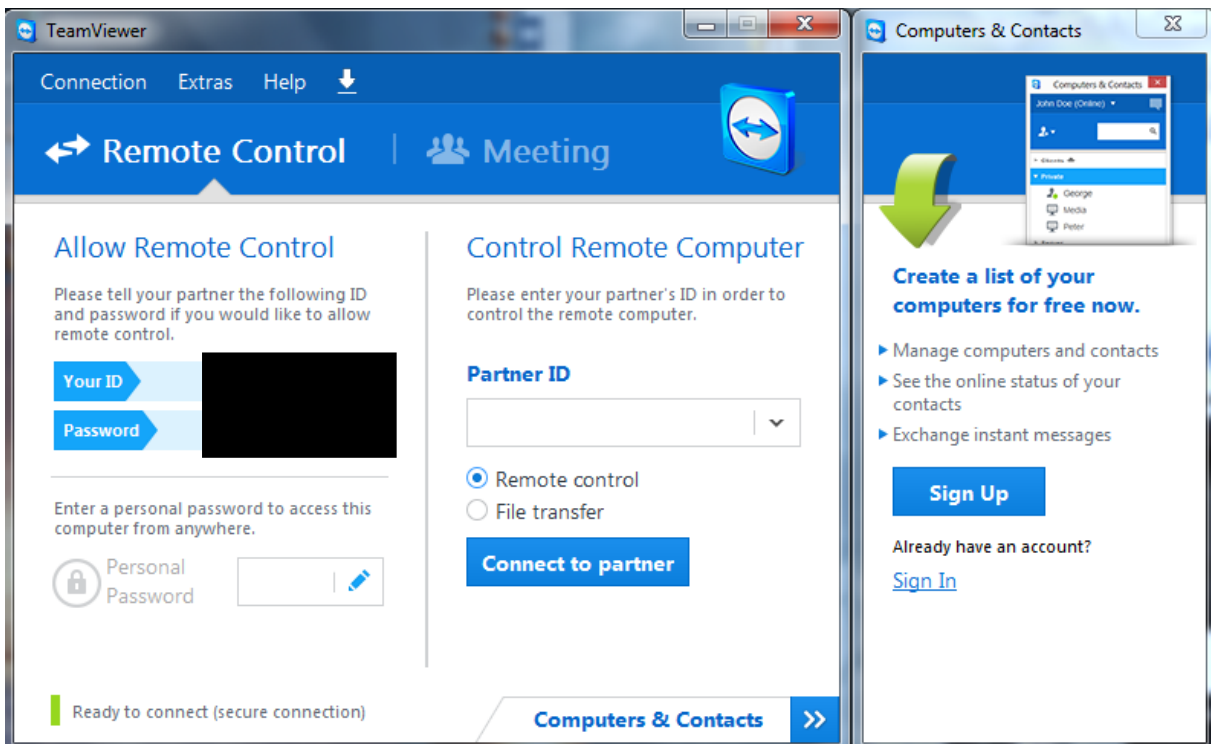 TeamViewer
Connection Extras Help
Remote Control
Meeting
Allow Remote Control
Please tell your partner the following ID
and password if you would like to allow
remote control.
Your ID
Password
Enter a personal password to access this
computer from anywhere.
Personal
Password
Ready to connect (secure connection)
Control Remote Computer
Please enter your partner's ID in order to
control the remote computer.
Partner ID
Remote control
File transfer
Connect to partner
Computers & Contacts
Computers & Contacts
Computers & Contacts
John Doe (Online)
Private
George
Media
Peter
Create a list of your
computers for free now.
Manage computers and contacts
See the online status of your
contacts
Exchange instant messages
Sign Up
Already have an account?
Sign In